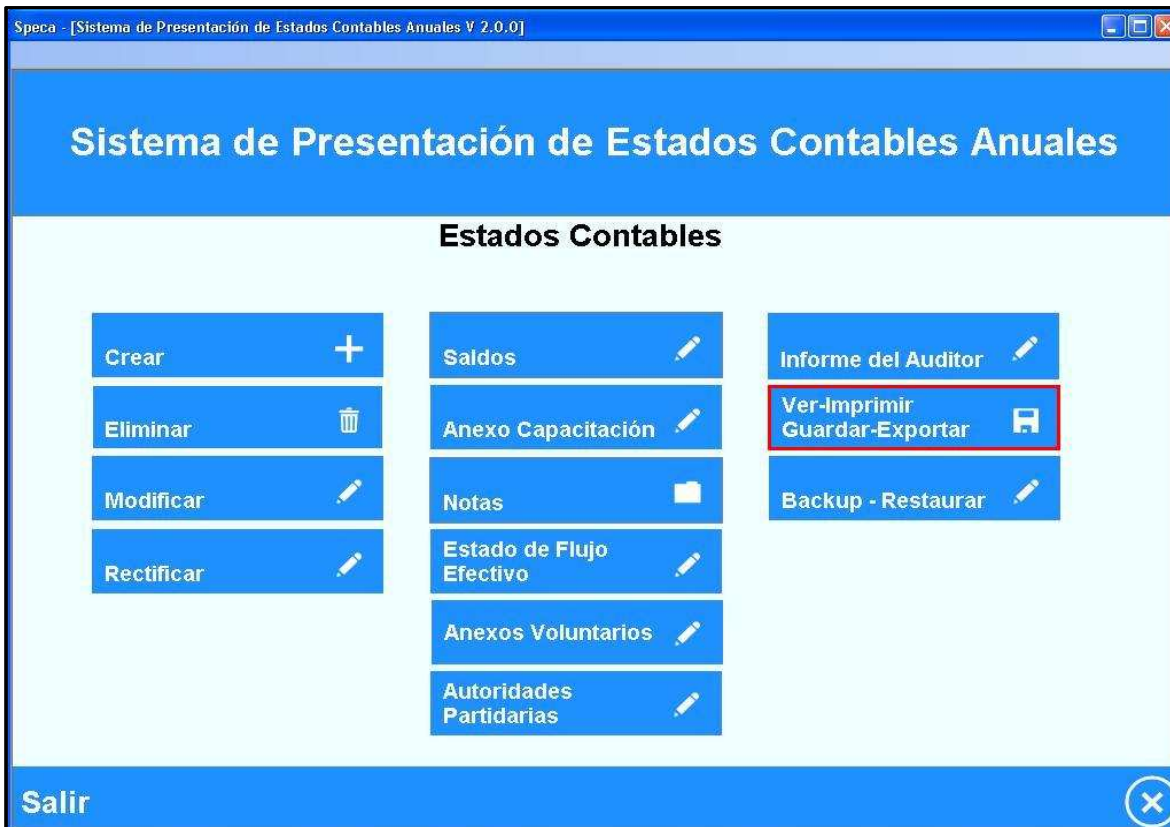 Speca - [Sistema de Presentación de Estados Contables Anuales V 2.0.0]
Sistema de Presentación de Estados Contables Anuales
Estados Contables
Crear
Eliminar
Modificar
Rectificar
Saldos
Anexo Capacitación
Notas
Estado de Flujo
Efectivo
Anexos Voluntarios
Autoridades
Partidarias
Informe del Auditor
Ver-Imprimir
Guardar-Exportar
Backup - Restaurar
Salir